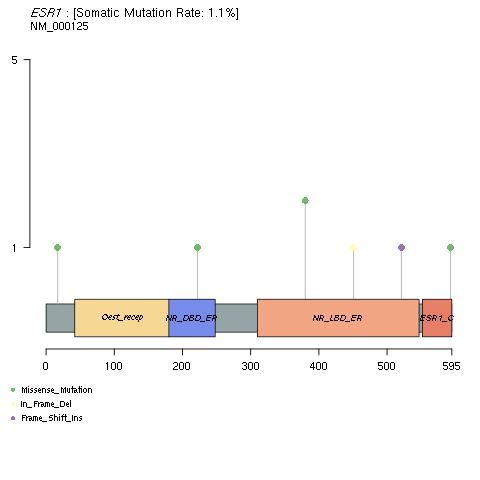 ESR1 : [Somatic Mutation Rate: 1.1%]
NM_000125
5
1
Oest_recep NR_DBD_ER NR_LBD_ER ESR1_C
0 100 200 300 400 500 595
Missense_Mutation
In_Frame_Del
Frame_Shift_Ins